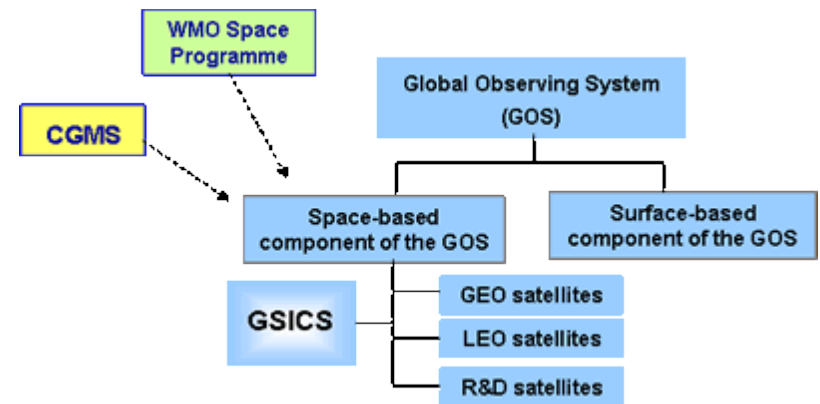 WMO Space
Programme
Global Observing System
(GOS)
CGMS
Space-based
component of the GOS
Surface-based
component of the GOS
GSICS
GEO satellites
LEO satellites
R&D satellites